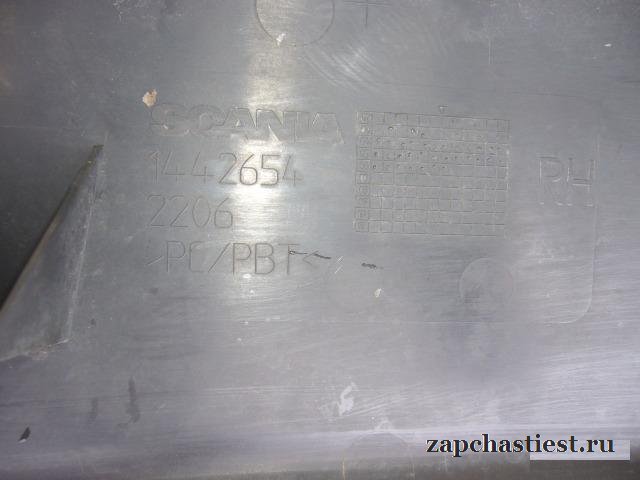 SCANIA
1442654
2206
>PC/PBT<
RH
zapchastiest.ru